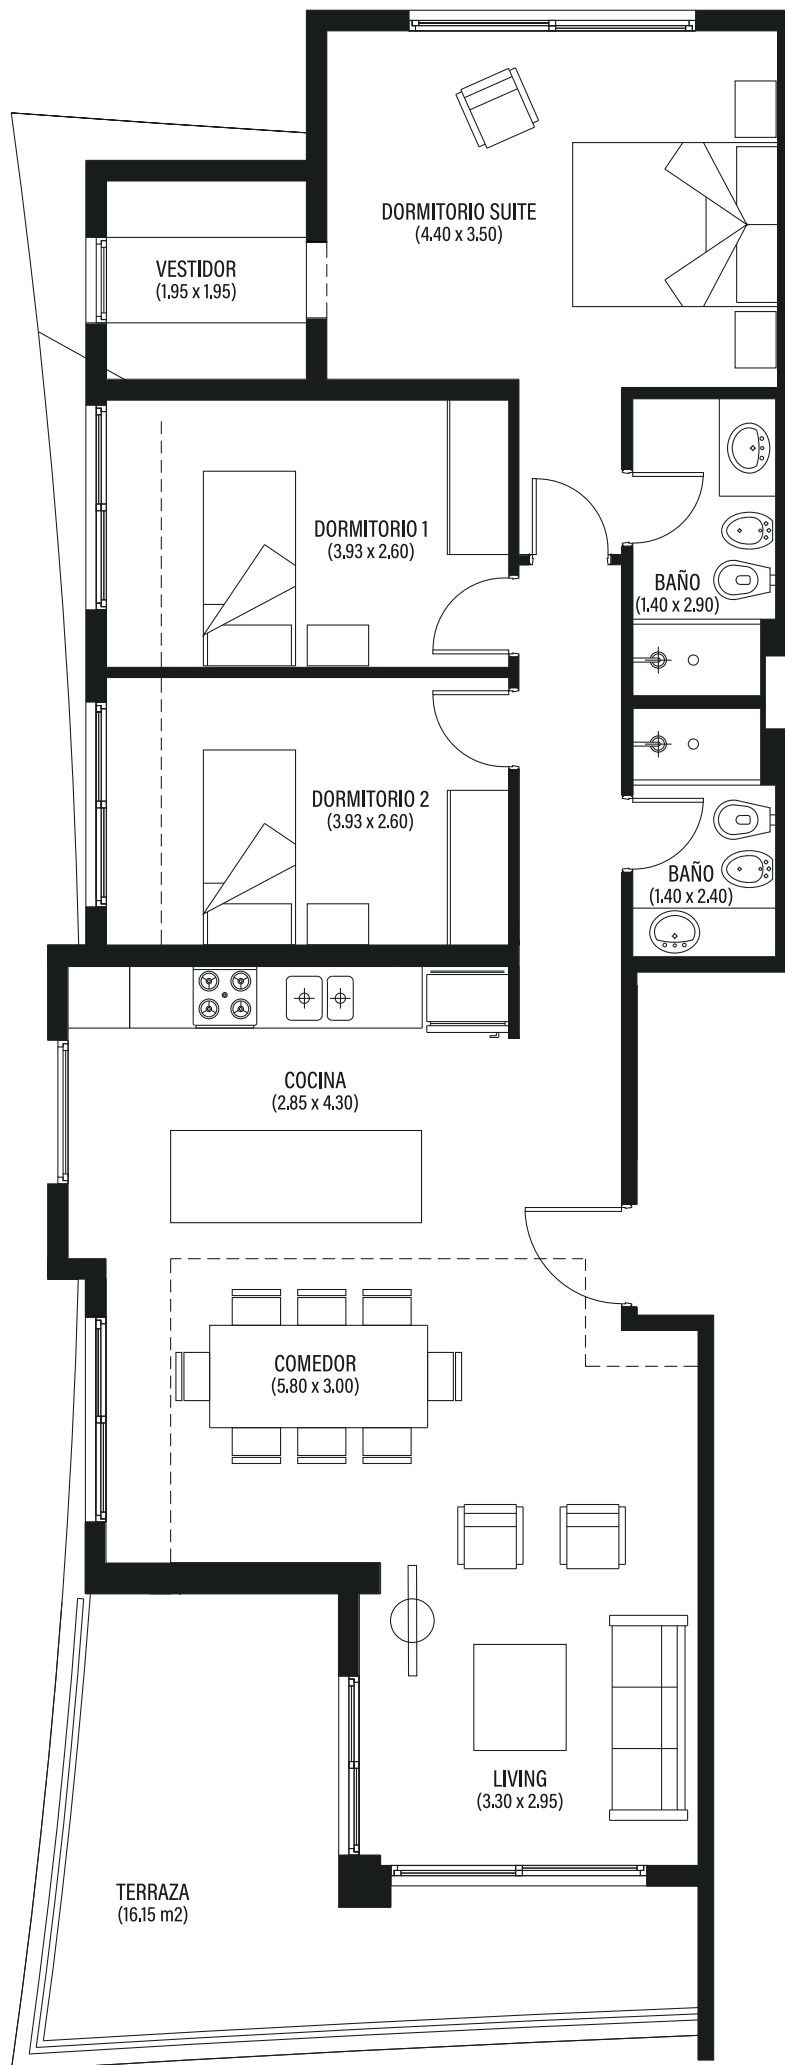 DORMITORIO SUITE
(4.40 x 3.50)
VESTIDOR
(1.95 x 1.95)
DORMITORIO 1
(3.93 x 2.60)
BAÑO
(1.40 x 2.90)
DORMITORIO 2
(3.93 x 2.60)
BAÑO
(1.40 x 2.40)
COCINA
(2.85 x 4.30)
COMEDOR
(5.80 x 3.00)
LIVING
(3.30 x 2.95)
TERRAZA
(16.15 m2)